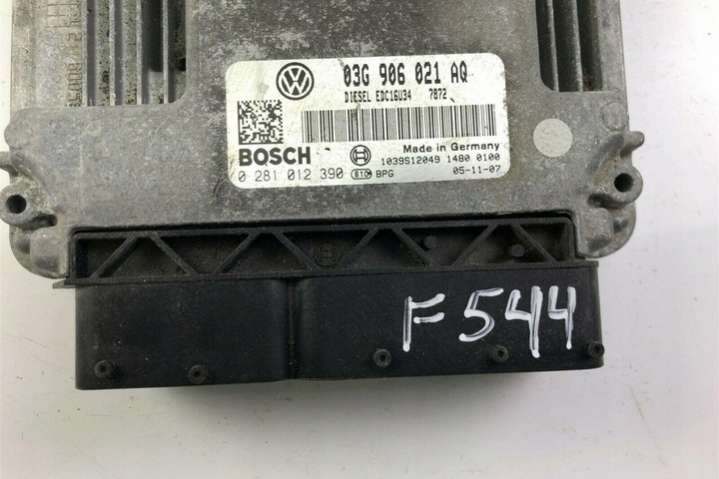 03G 906 021 AQ
DIESEL EDC16U34 7872
BOSCH
Made in Germany
1039S12049 1480 0100
0 281 012 390 BPG 05-11-07
F544